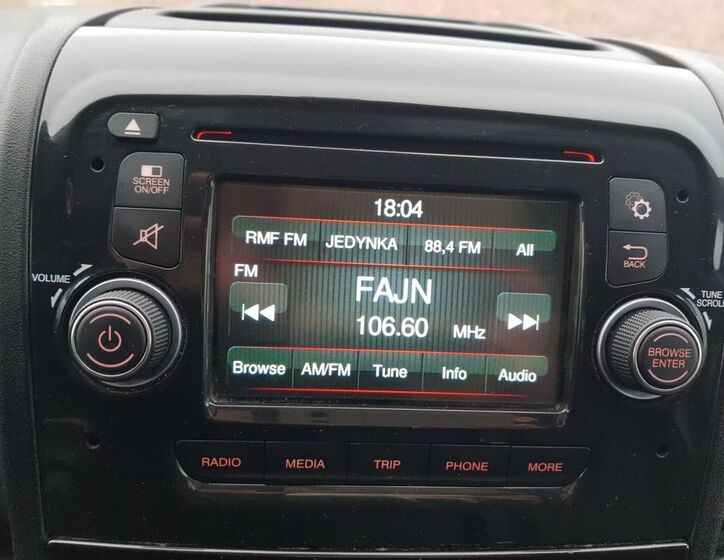 SCREEN
ON/OFF
VOLUME
18:04
RMF FM JEDYNKA 88,4 FM All
FM
FAJN
106.60 MHz
Browse AM/FM Tune Info Audio
BACK
TUNE
SCROLL
BROWSE
ENTER
RADIO MEDIA TRIP PHONE MORE